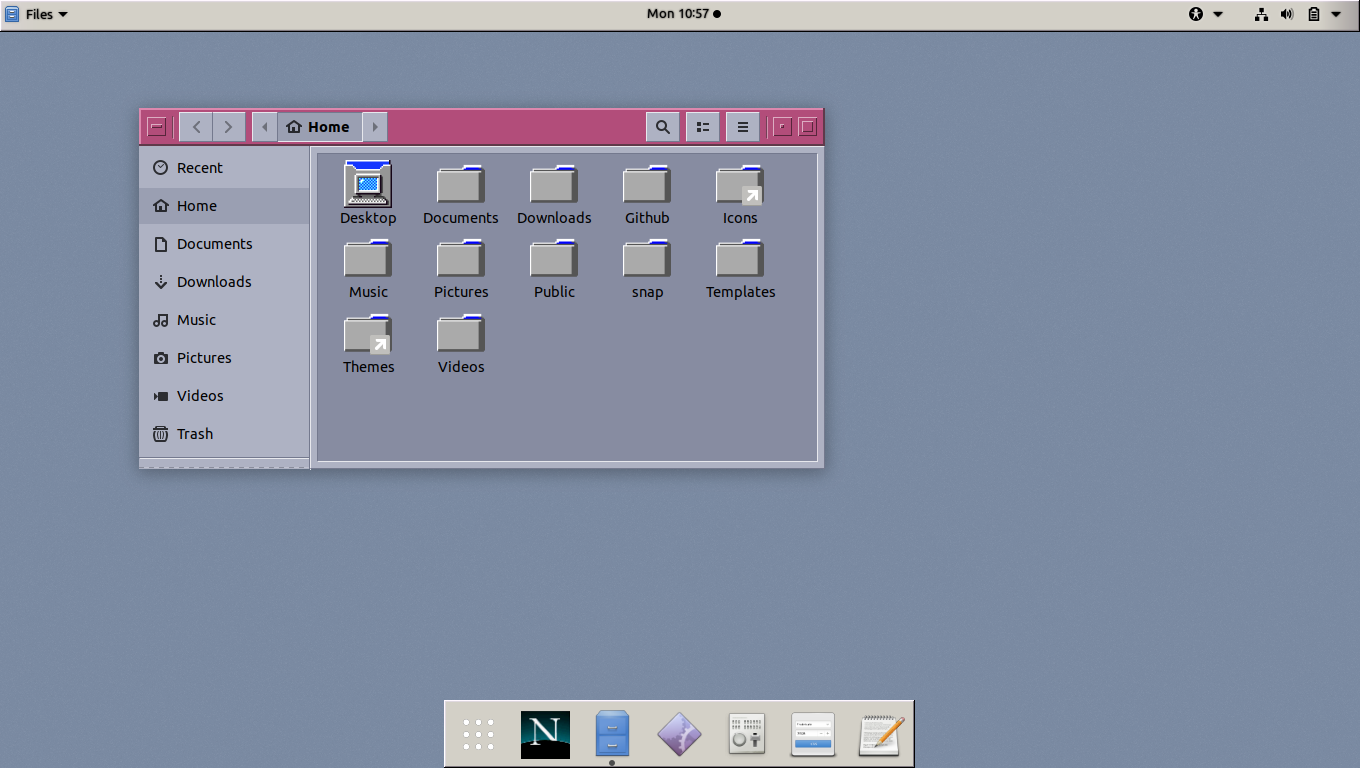 Files
Mon 10:57
Home
Recent
Home
Documents
Downloads
Music
Pictures
Videos
Trash
Desktop Documents Downloads Github Icons
Music Pictures Public snap Templates
Themes Videos
N